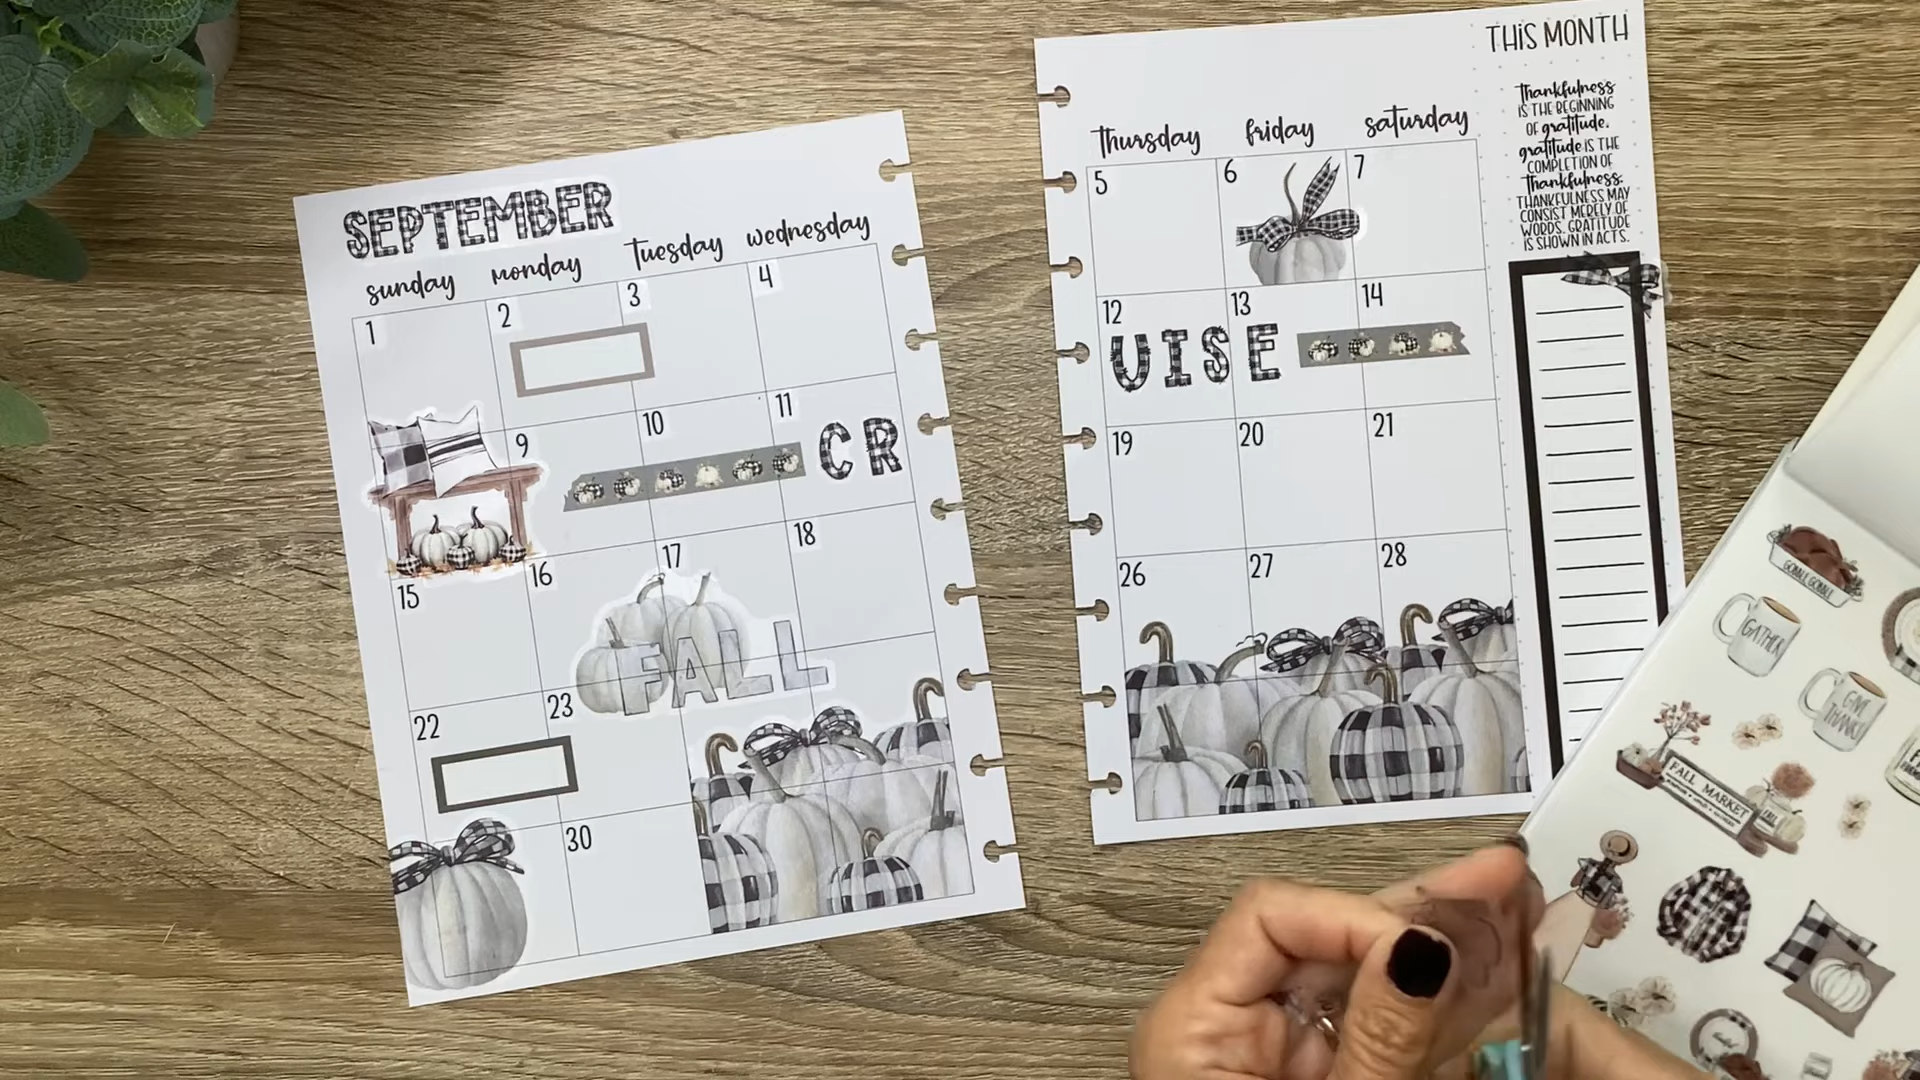 SEPTEMBER
sunday monday tuesday wednesday
1 2 3 4
9 10 11
CR
15 16 17 18
FALL
22 23
30
THIS MONTH
thankfulness
IS THE BEGINNING
OF gratitude.
gratitude IS THE
COMPLETION OF
thankfulness.
THANKFULNESS MAY
CONSIST MERELY OF
WORDS. GRATITUDE
IS SHOWN IN ACTS.
thursday friday saturday
5 6 7
12 13 14
UISE
19 20 21
26 27 28
GOBBLE GOBBLE
GATHER
GIVE
THANKS
FALL MARKET